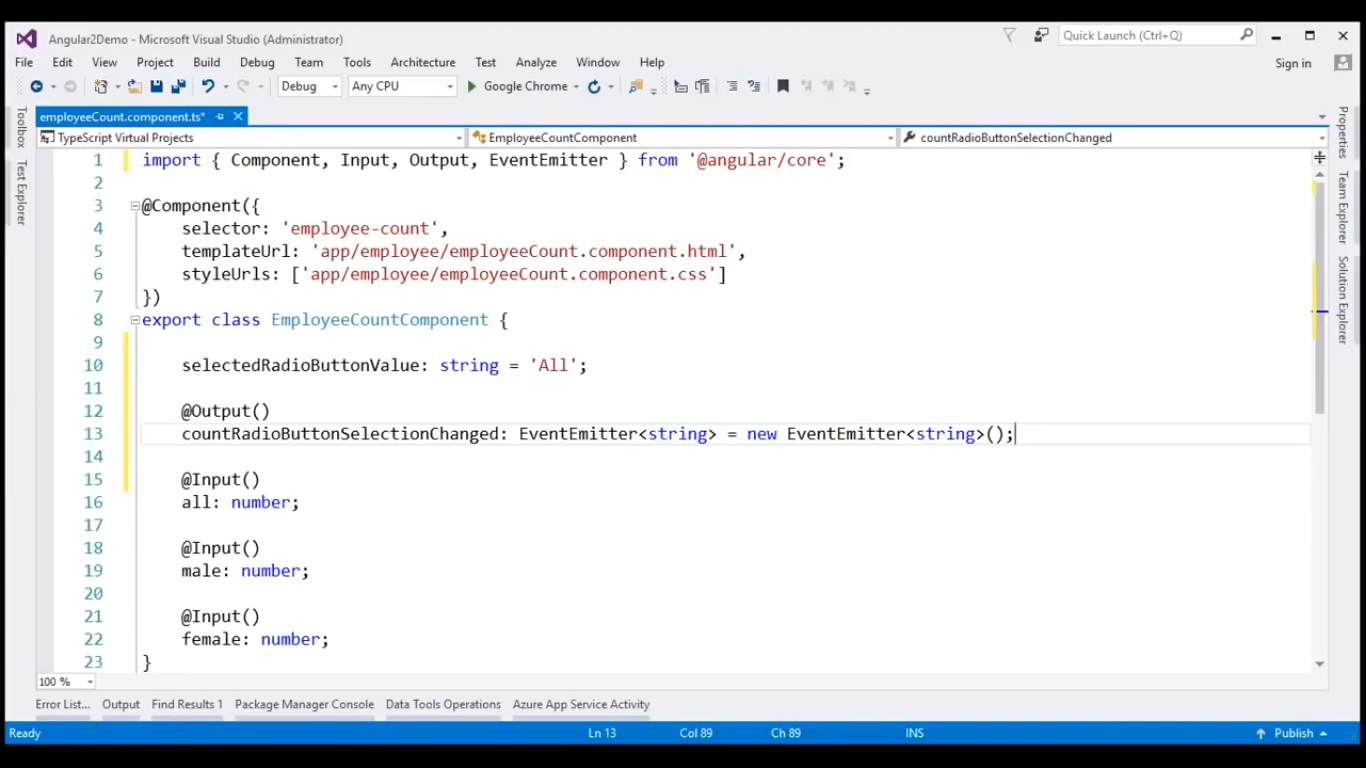 Angular2Demo - Microsoft Visual Studio (Administrator)
Quick Launch (Ctrl+Q)
File Edit View Project Build Debug Team Tools Architecture Test Analyze Window Help
Sign in
Debug Any CPU Google Chrome
employeeCount.component.ts*
TypeScript Virtual Projects EmployeeCountComponent countRadioButtonSelectionChanged
Toolbox
Test Explorer
1 import { Component, Input, Output, EventEmitter } from '@angular/core';
2
3 @Component({
4 selector: 'employee-count',
5 templateUrl: 'app/employee/employeeCount.component.html',
6 styleUrls: ['app/employee/employeeCount.component.css']
7 })
8 export class EmployeeCountComponent {
9
10 selectedRadioButtonValue: string = 'All';
11
12 @Output()
13 countRadioButtonSelectionChanged: EventEmitter<string> = new EventEmitter<string>();
14
15 @Input()
16 all: number;
17
18 @Input()
19 male: number;
20
21 @Input()
22 female: number;
23 }
Properties
Team Explorer
Solution Explorer
100 %
Error List... Output Find Results 1 Package Manager Console Data Tools Operations Azure App Service Activity
Ready Ln 13 Col 89 Ch 89 INS Publish